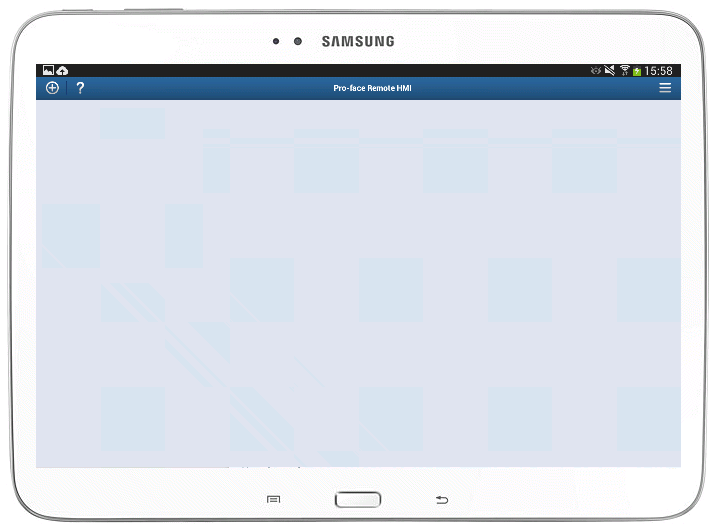 SAMSUNG
15:58
? Pro-face Remote HMI